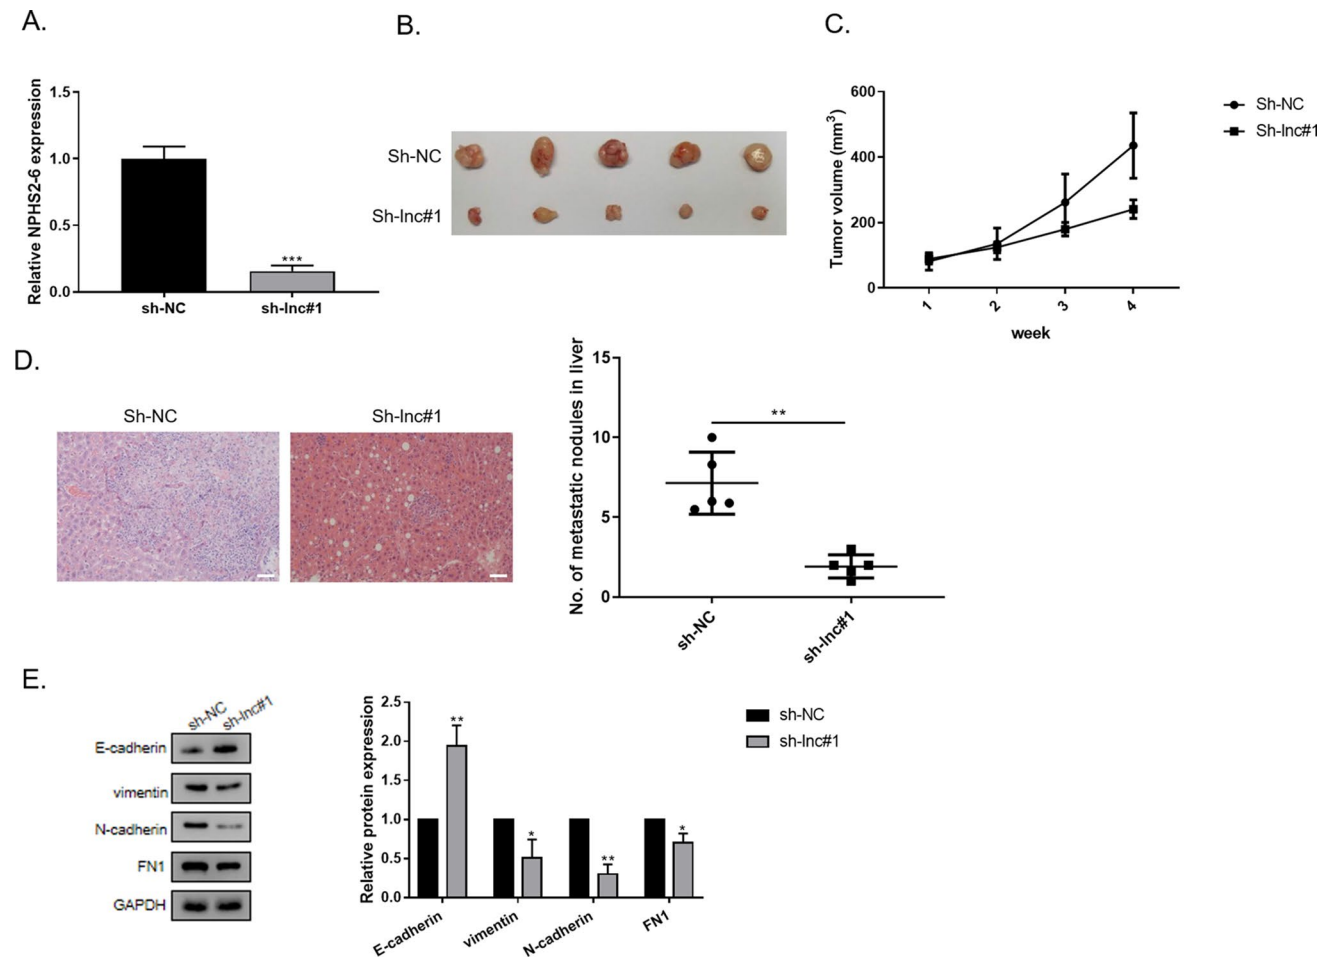 A.
Relative NPHS2-6 expression
1.5
1.0
0.5
0.0
***
sh-NC
sh-lnc#1
B.
Sh-NC
Sh-lnc#1
C.
Tumor volume (mm³)
600
400
200
0
1
2
3
4
week
Sh-NC
Sh-lnc#1
D.
Sh-NC
Sh-lnc#1
No. of metastatic nodules in liver
15
10
5
0
**
sh-NC
sh-lnc#1
E.
sh-NC
sh-lnc#1
E-cadherin
vimentin
N-cadherin
FN1
GAPDH
Relative protein expression
2.5
2.0
1.5
1.0
0.5
0.0
**
*
**
*
E-cadherin
vimentin
N-cadherin
FN1
sh-NC
sh-lnc#1